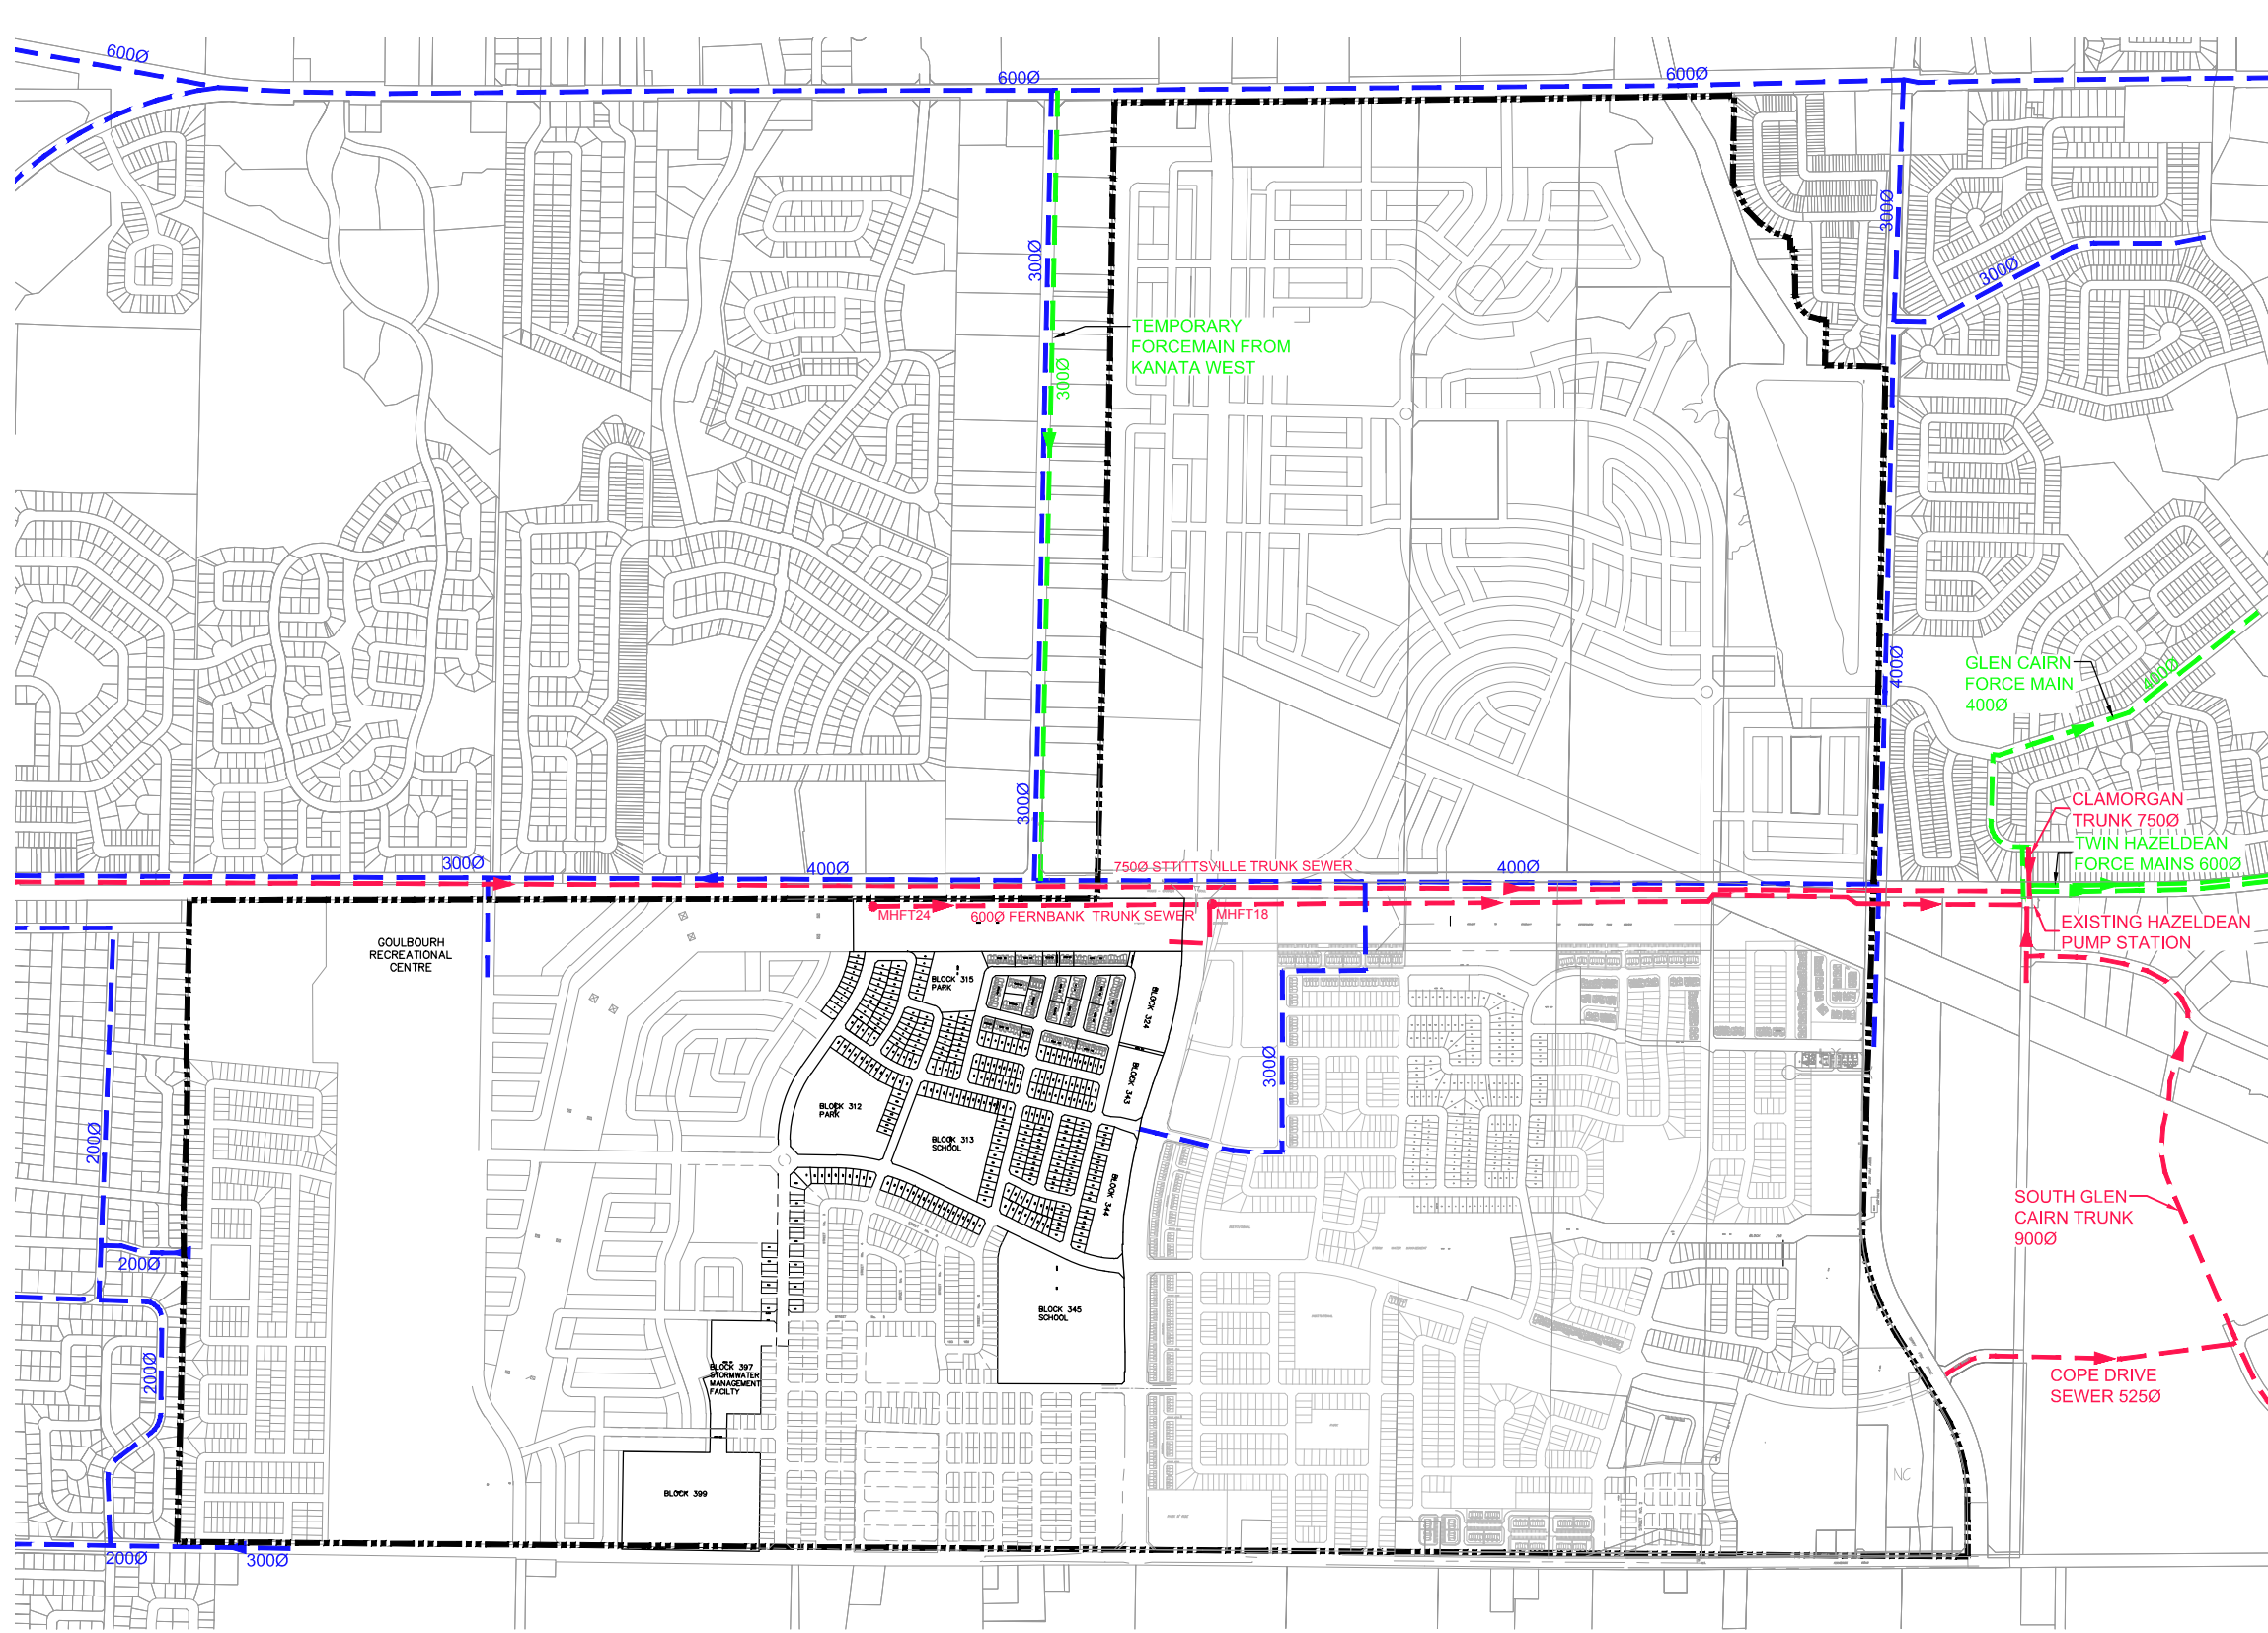 600Ø
600Ø
600Ø
300Ø
300Ø
300Ø
TEMPORARY
FORCEMAIN FROM
KANATA WEST
300Ø
400Ø
GLEN CAIRN
FORCE MAIN
400Ø
400Ø
300Ø
CLAMORGAN
TRUNK 750Ø
TWIN HAZELDEAN
FORCE MAINS 600Ø
300Ø
400Ø
750Ø STTITTSVILLE TRUNK SEWER
400Ø
MHFT24
600Ø FERNBANK TRUNK SEWER
MHFT18
EXISTING HAZELDEAN
PUMP STATION
GOULBOURH
RECREATIONAL
CENTRE
BLOCK 315
PARK
BLOCK 324
300Ø
BLOCK 343
BLOCK 312
PARK
BLOCK 313
SCHOOL
200Ø
BLOCK 344
SOUTH GLEN
CAIRN TRUNK
900Ø
200Ø
BLOCK 345
SCHOOL
200Ø
BLOCK 397
STORMWATER
MANAGEMENT
FACILTY
COPE DRIVE
SEWER 525Ø
NC
BLOCK 399
200Ø
300Ø